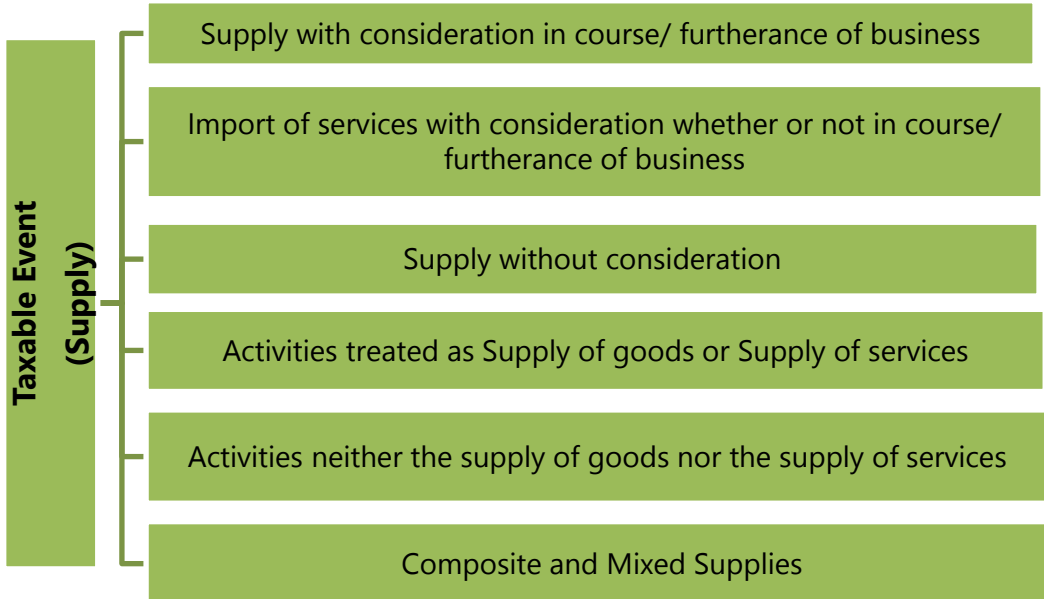 Taxable Event
(Supply)
Supply with consideration in course/ furtherance of business
Import of services with consideration whether or not in course/
furtherance of business
Supply without consideration
Activities treated as Supply of goods or Supply of services
Activities neither the supply of goods nor the supply of services
Composite and Mixed Supplies